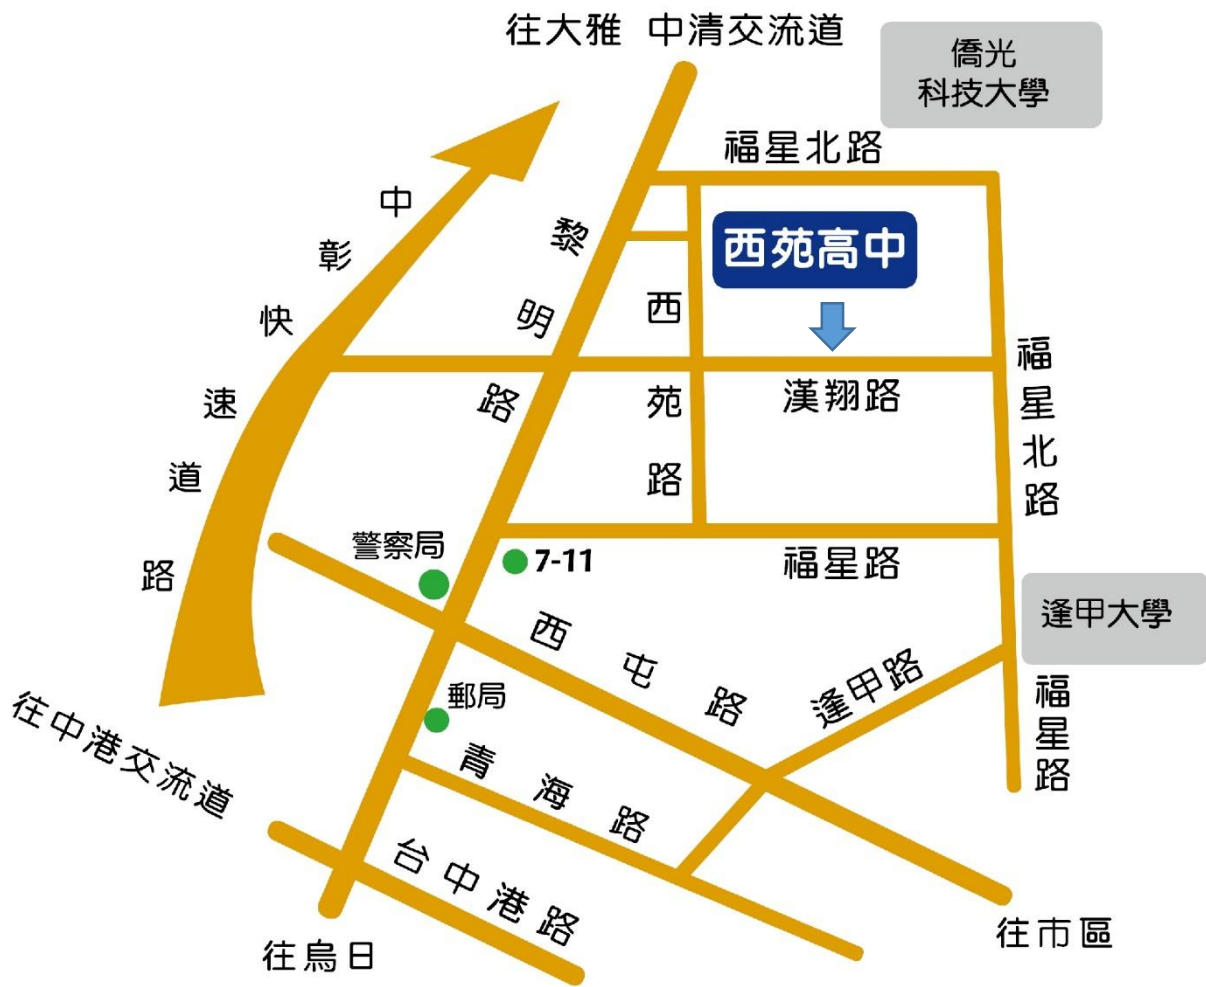 往大雅 中清交流道
僑光
科技大學
福星北路
中彰快速道路
黎明路
西苑高中
西苑路
漢翔路
福星北路
警察局
7-11
福星路
西屯路
逢甲大學
逢甲路
福星路
郵局
往中港交流道
青海路
台中港路
往市區
往烏日